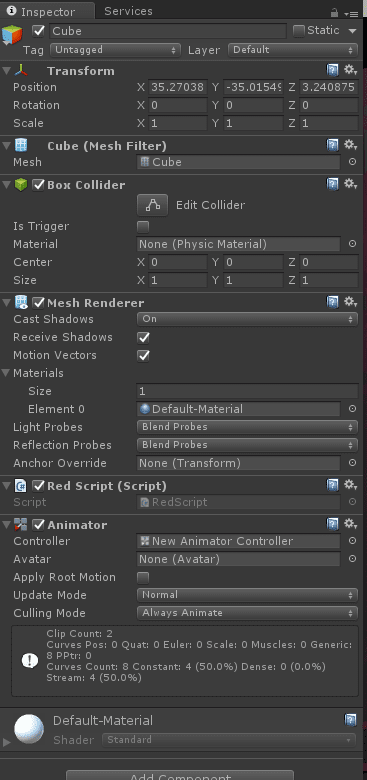 Inspector Services
Cube Static
Tag Untagged Layer Default
Transform
Position X 35.27038 Y -35.01549 Z 3.240875
Rotation X 0 Y 0 Z 0
Scale X 1 Y 1 Z 1
Cube (Mesh Filter)
Mesh Cube
Box Collider
Edit Collider
Is Trigger
Material None (Physic Material)
Center X 0 Y 0 Z 0
Size X 1 Y 1 Z 1
Mesh Renderer
Cast Shadows On
Receive Shadows
Motion Vectors
Materials
Size 1
Element 0 Default-Material
Light Probes Blend Probes
Reflection Probes Blend Probes
Anchor Override None (Transform)
Red Script (Script)
Script RedScript
Animator
Controller New Animator Controller
Avatar None (Avatar)
Apply Root Motion
Update Mode Normal
Culling Mode Always Animate
Clip Count: 2
Curves Pos: 0 Quat: 0 Euler: 0 Scale: 0 Muscles: 0 Generic:
8 PPtr: 0
Curves Count: 8 Constant: 4 (50.0%) Dense: 0 (0.0%)
Stream: 4 (50.0%)
Default-Material
Shader Standard
Add Component